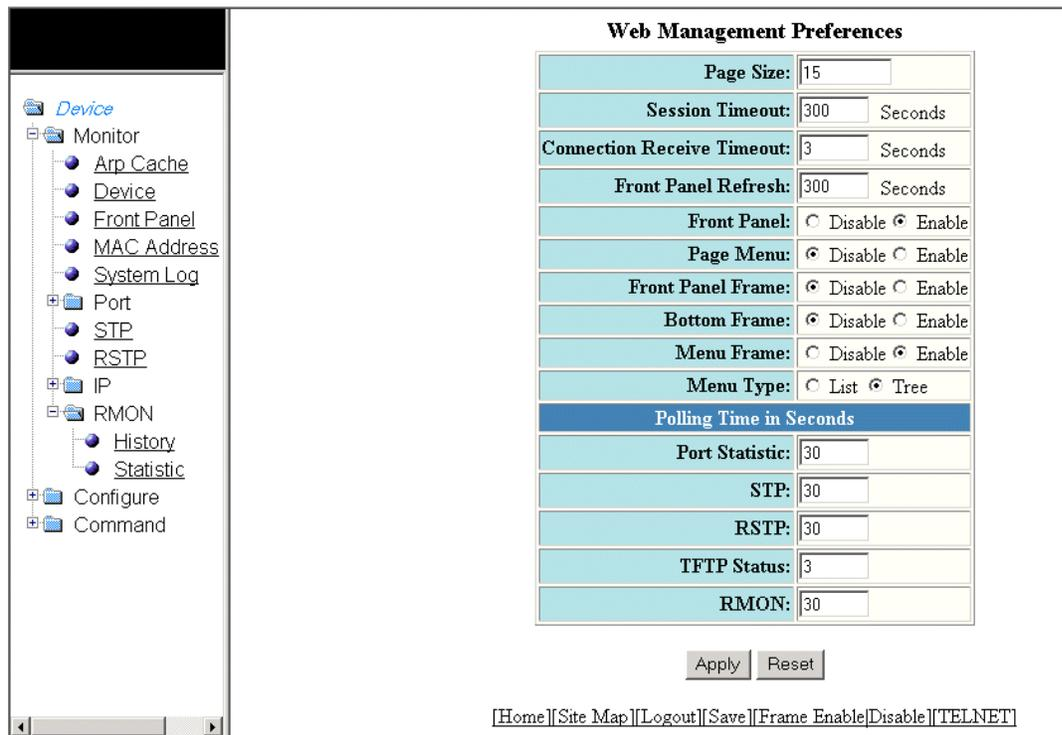 Device
Monitor
Arp Cache
Device
Front Panel
MAC Address
System Log
Port
STP
RSTP
IP
RMON
History
Statistic
Configure
Command
Web Management Preferences
Page Size: 15
Session Timeout: 300 Seconds
Connection Receive Timeout: 3 Seconds
Front Panel Refresh: 300 Seconds
Front Panel: Disable Enable
Page Menu: Disable Enable
Front Panel Frame: Disable Enable
Bottom Frame: Disable Enable
Menu Frame: Disable Enable
Menu Type: List Tree
Polling Time in Seconds
Port Statistic: 30
STP: 30
RSTP: 30
TFTP Status: 3
RMON: 30
Apply Reset
[Home][Site Map][Logout][Save][Frame Enable|Disable][TELNET]